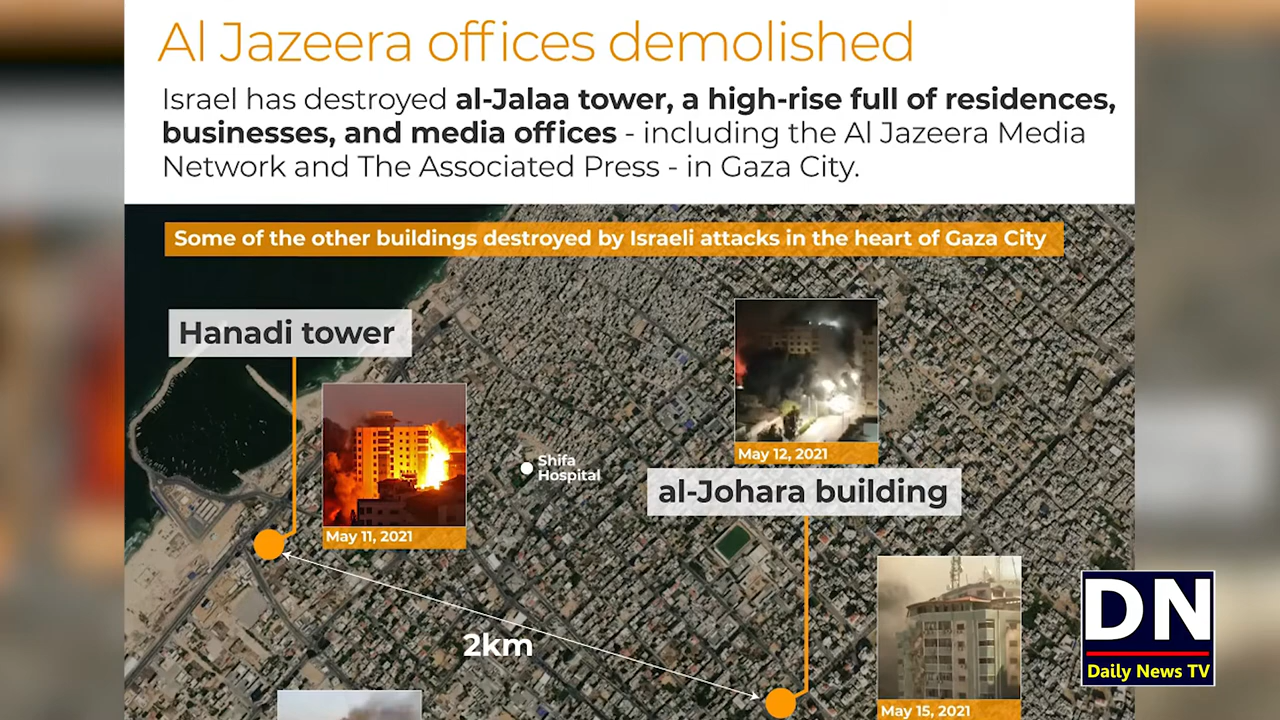 Al Jazeera offices demolished
Israel has destroyed al-Jalaa tower, a high-rise full of residences,
businesses, and media offices - including the Al Jazeera Media
Network and The Associated Press - in Gaza City.
Some of the other buildings destroyed by Israeli attacks in the heart of Gaza City
Hanadi tower
May 11, 2021
Shifa
Hospital
May 12, 2021
al-Johara building
2km
May 15, 2021
DN
Daily News TV